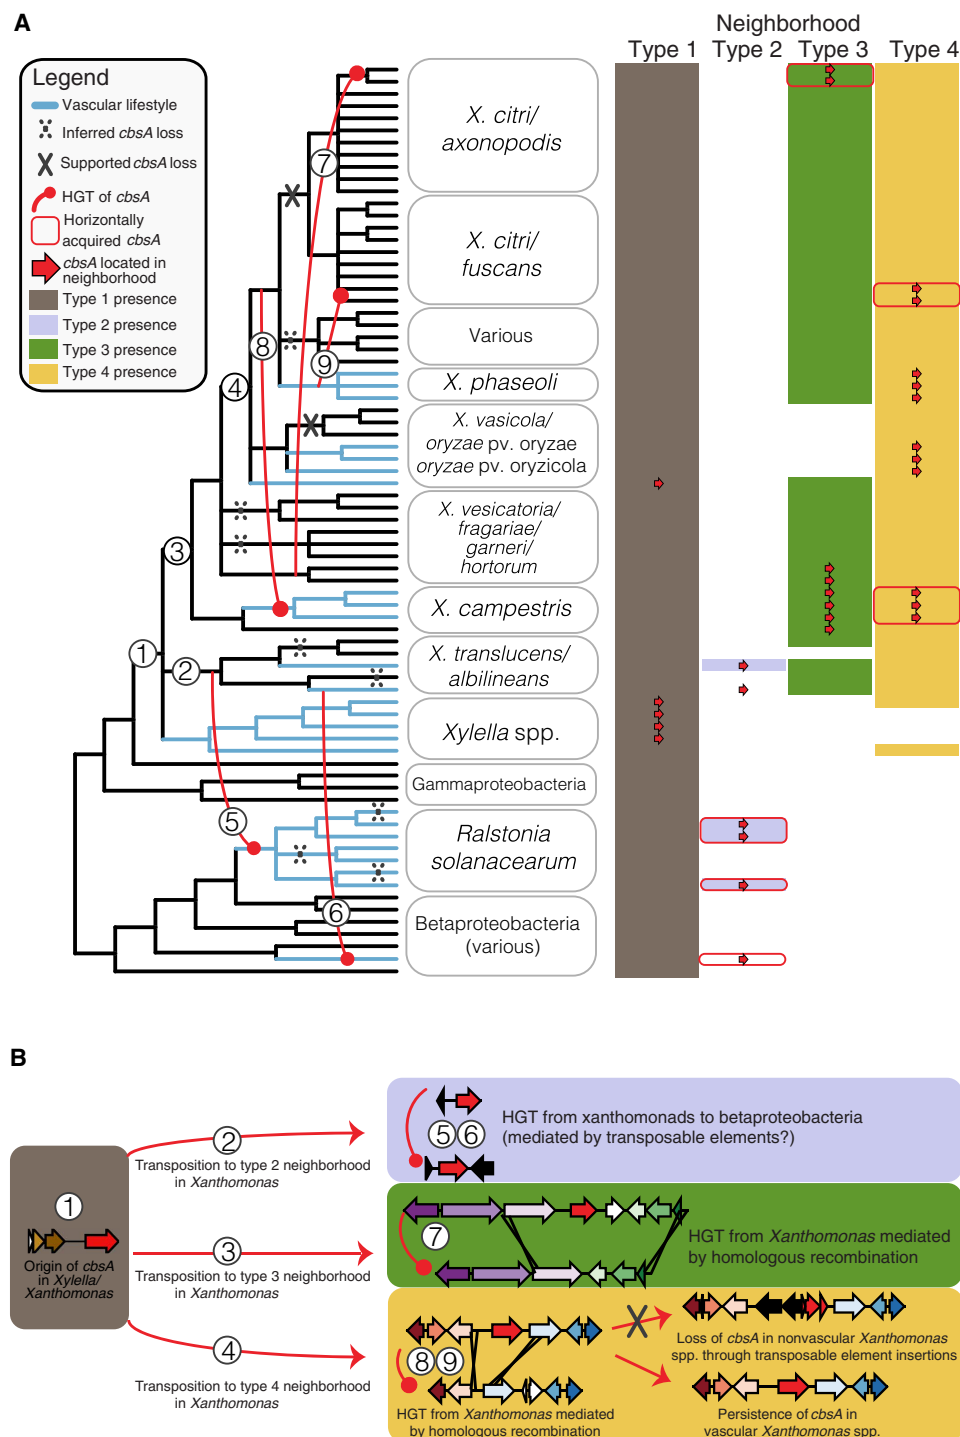 A
Neighborhood
Type 1
Type 2
Type 3
Type 4
Legend
Vascular lifestyle
Inferred cbsA loss
Supported cbsA loss
HGT of cbsA
Horizontally
acquired cbsA
cbsA located in
neighborhood
Type 1 presence
Type 2 presence
Type 3 presence
Type 4 presence
X. citri/
axonopodis
7
X. citri/
fuscans
8
Various
9
4
X. phaseoli
X. vasicola/
oryzae pv. oryzae
oryzae pv. oryzicola
X. vesicatoria/
fragariae/
garneri/
hortorum
3
X. campestris
1
2
X. translucens/
albilineans
Xylella spp.
Gammaproteobacteria
5
Ralstonia
solanacearum
6
Betaproteobacteria
(various)
B
1
Origin of cbsA
in Xylella/
Xanthomonas
2
Transposition to type 2 neighborhood
in Xanthomonas
3
Transposition to type 3 neighborhood
in Xanthomonas
4
Transposition to type 4 neighborhood
in Xanthomonas
5 6
HGT from xanthomonads to betaproteobacteria
(mediated by transposable elements?)
7
HGT from Xanthomonas mediated
by homologous recombination
8 9
HGT from Xanthomonas mediated
by homologous recombination
Loss of cbsA in nonvascular Xanthomonas
spp. through transposable element insertions
Persistence of cbsA in
vascular Xanthomonas spp.